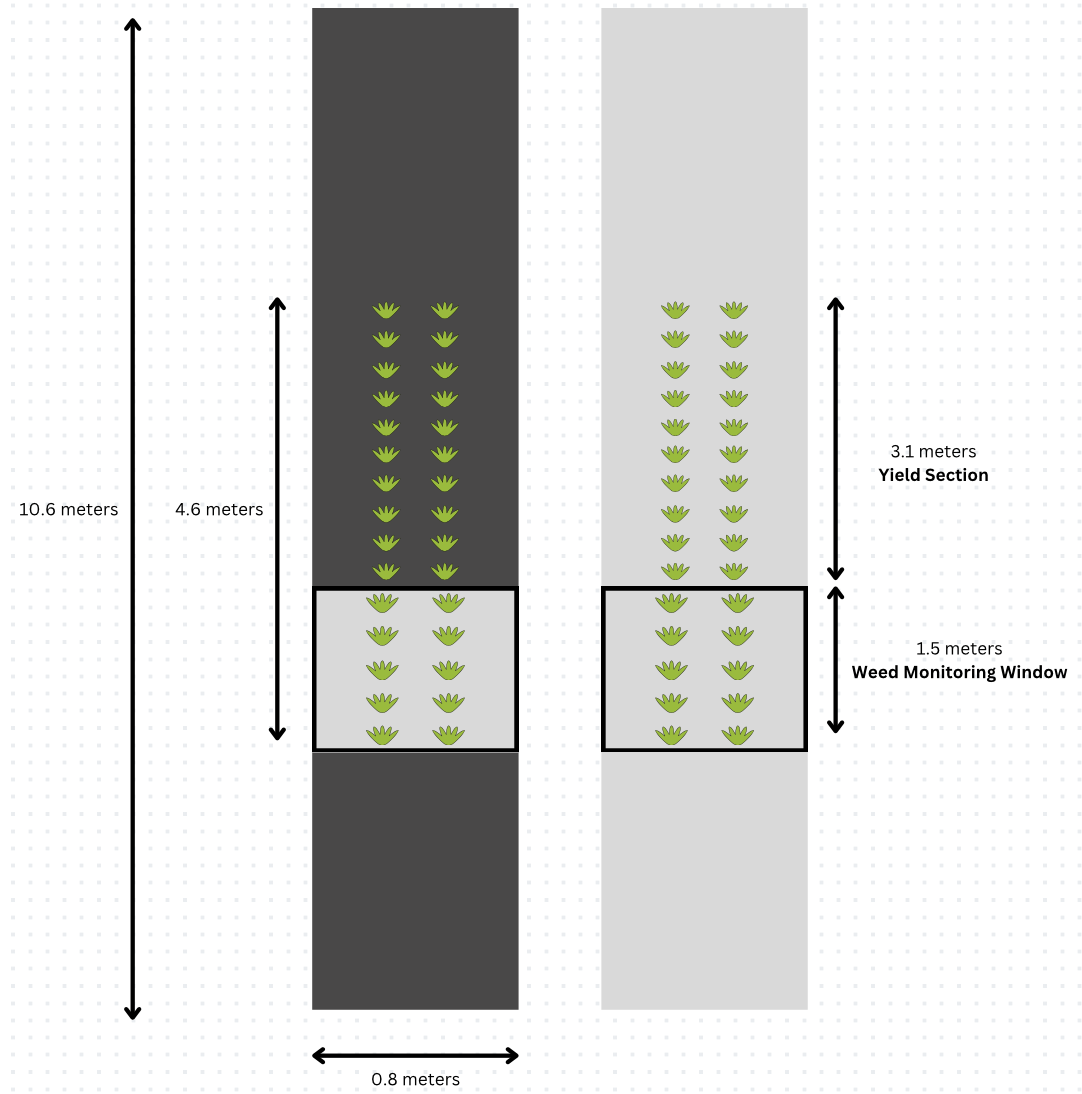 3.1 meters
Yield Section
10.6 meters
4.6 meters
1.5 meters
Weed Monitoring Window
0.8 meters